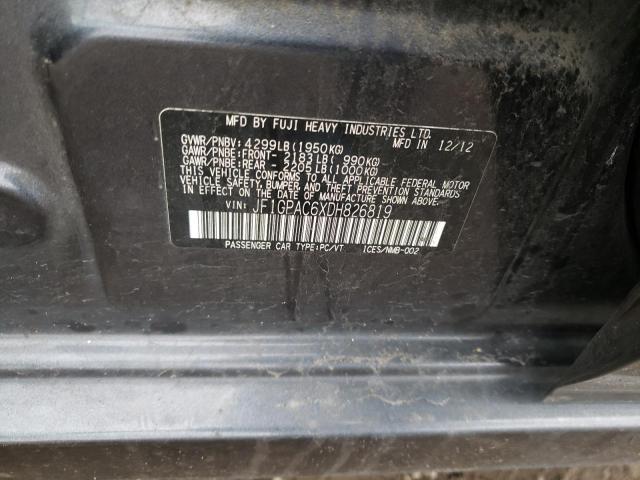 MFD BY FUJI HEAVY INDUSTRIES LTD.
GVWR/PNBV: 4299LB(1950KG) MFD IN 12/12
GAWR/PNBE:FRONT- 2183LB( 990KG)
GAWR/PNBE:REAR - 2205LB(1000KG)
THIS VEHICLE CONFORMS TO ALL APPLICABLE FEDERAL MOTOR
VEHICLE SAFETY, BUMPER AND THEFT PREVENTION STANDARDS
IN EFFECT ON THE DATE OF MANUFACTURE SHOWN ABOVE.
VIN: JF1GPAC6XDH826819
PASSENGER CAR TYPE:PC/VT ICES/NMB-002